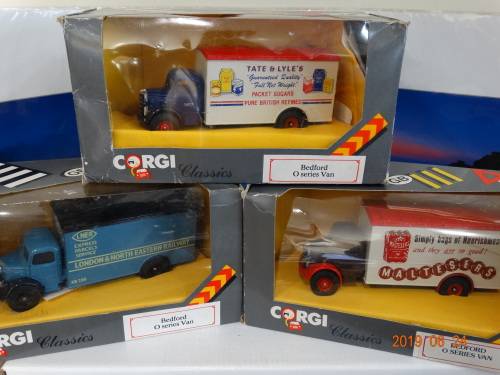 TATE & LYLE'S
"Guaranteed Quality
Full Net Weight"
PACKET SUGARS
PURE BRITISH REFINED
CORGI
Classics
Bedford
O series Van
LNER
EXPRESS
PARCELS
SERVICE
LONDON & NORTH EASTERN RAILWAY
CORGI
Classics
Bedford
O series Van
Simply bags of Nourishment
and they are so good!
MALTESERS
CORGI
Classics
BEDFORD
O SERIES VAN
2019/08/24